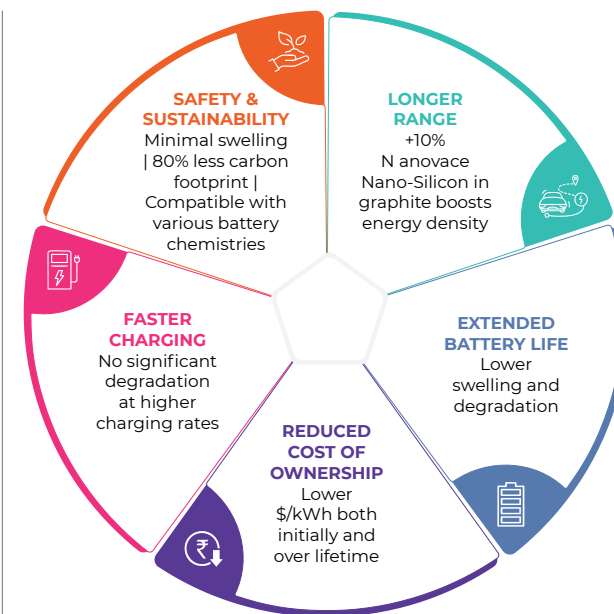 SAFETY &
SUSTAINABILITY
Minimal swelling
| 80% less carbon
footprint |
Compatible with
various battery
chemistries
LONGER
RANGE
+10%
N anovace
Nano-Silicon in
graphite boosts
energy density
FASTER
CHARGING
No significant
degradation
at higher
charging rates
EXTENDED
BATTERY LIFE
Lower
swelling and
degradation
REDUCED
COST OF
OWNERSHIP
Lower
$/kWh both
initially and
over lifetime
₹